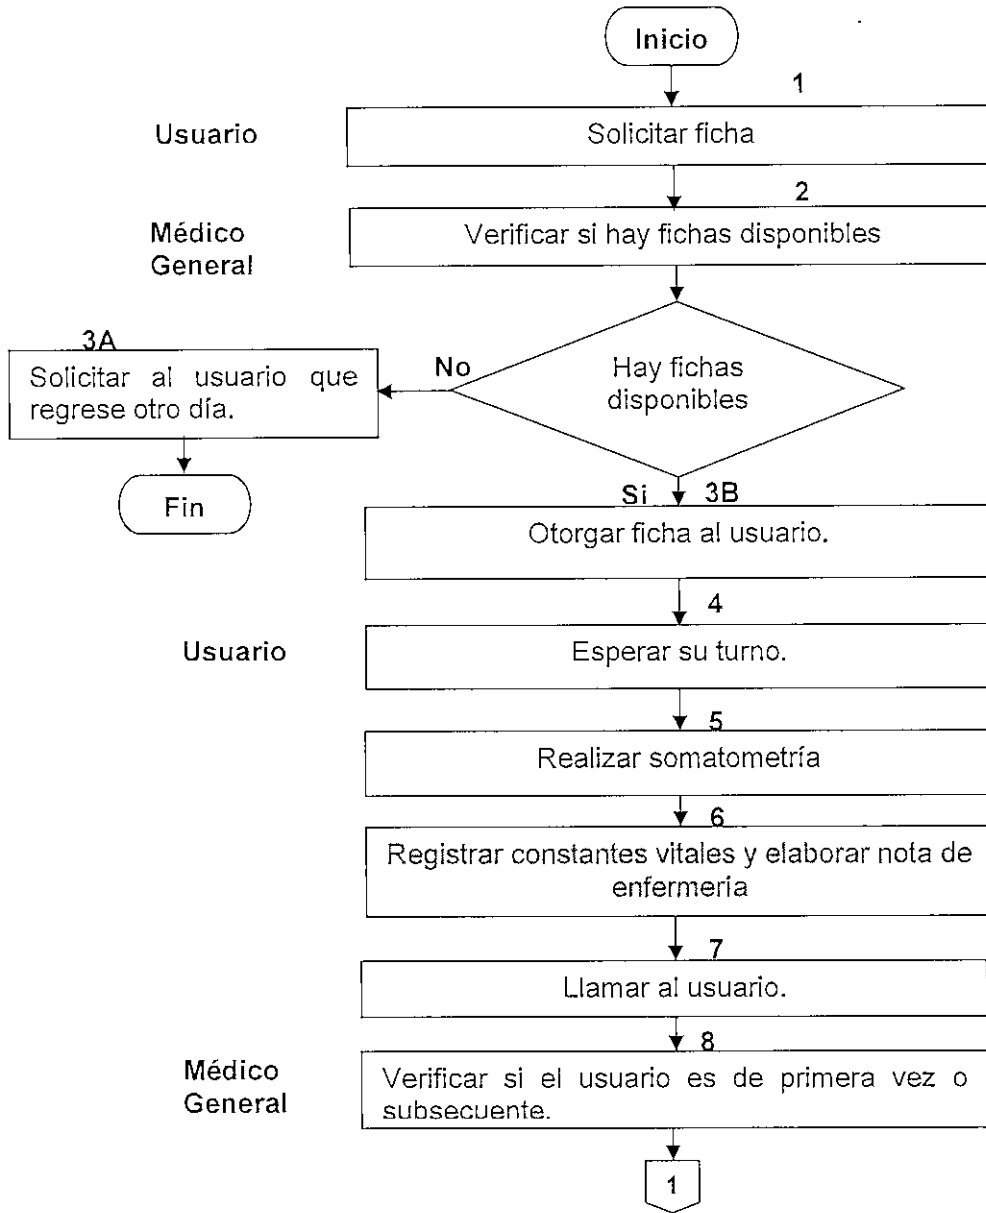 Inicio
1
Usuario
Solicitar ficha
2
Médico
General
Verificar si hay fichas disponibles
3A
Solicitar al usuario que
regrese otro día.
No
Hay fichas
disponibles
Fin
Si 3B
Otorgar ficha al usuario.
4
Usuario
Esperar su turno.
5
Realizar somatometría
6
Registrar constantes vitales y elaborar nota de
enfermería
7
Llamar al usuario.
8
Médico
General
Verificar si el usuario es de primera vez o
subsecuente.
1